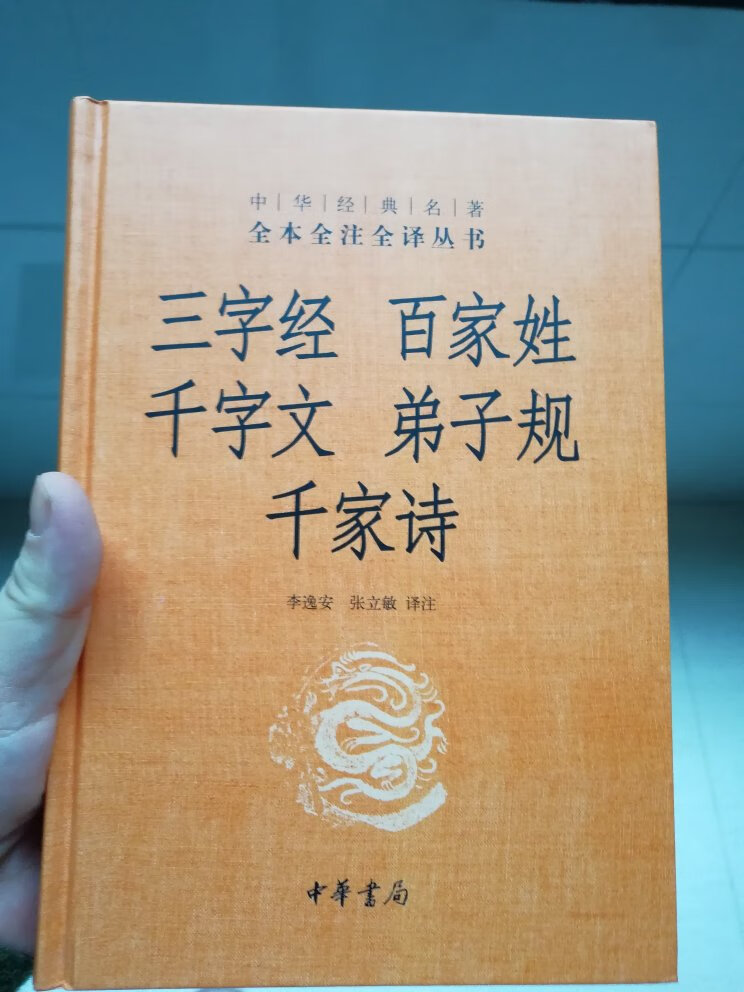 中｜华｜经｜典｜名｜著
全本全注全译丛书
三字经 百家姓
千字文 弟子规
千家诗
李逸安 张立敏 译注
中華書局